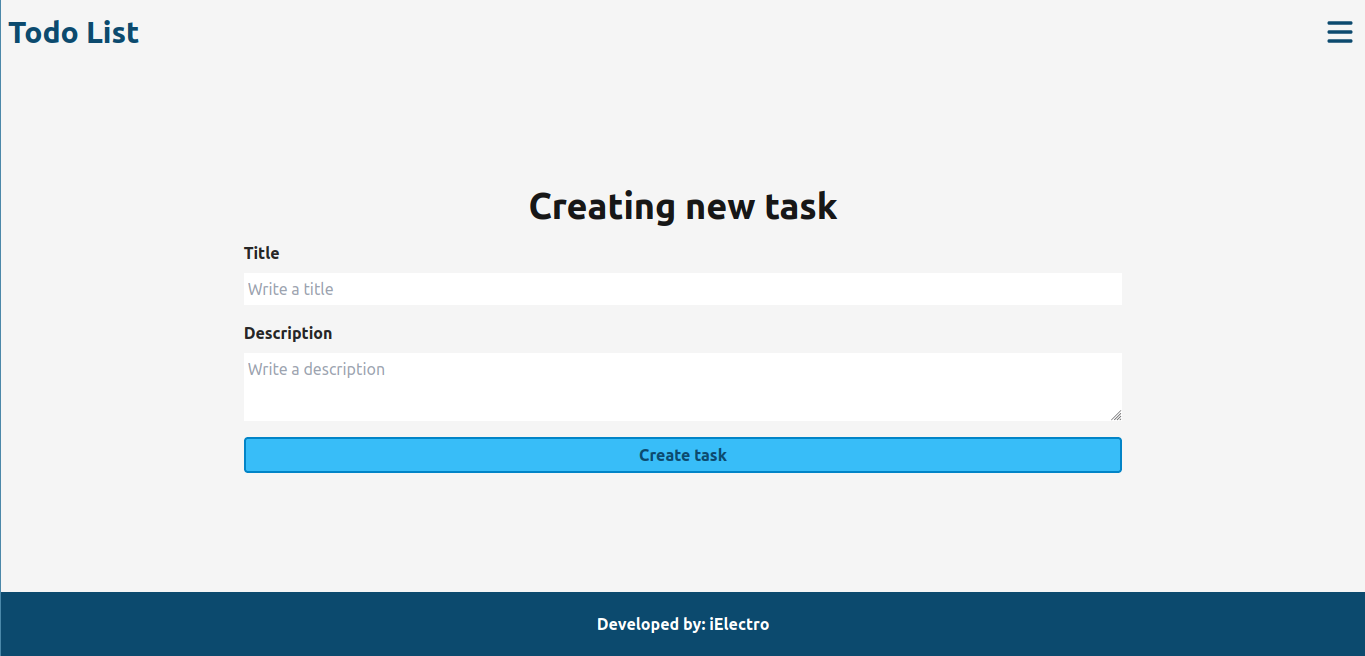 Todo List
Creating new task
Title
Write a title
Description
Write a description
Create task
Developed by: iElectro